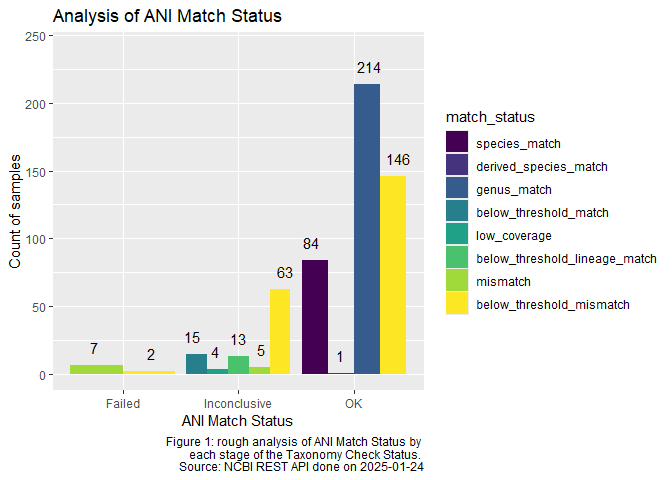 Analysis of ANI Match Status
250
200
150
100
50
0
Count of samples
7
2
15
4
13
5
63
84
1
214
146
Failed
Inconclusive
OK
ANI Match Status
match_status
species_match
derived_species_match
genus_match
below_threshold_match
low_coverage
below_threshold_lineage_match
mismatch
below_threshold_mismatch
Figure 1: rough analysis of ANI Match Status by
each stage of the Taxonomy Check Status.
Source: NCBI REST API done on 2025-01-24